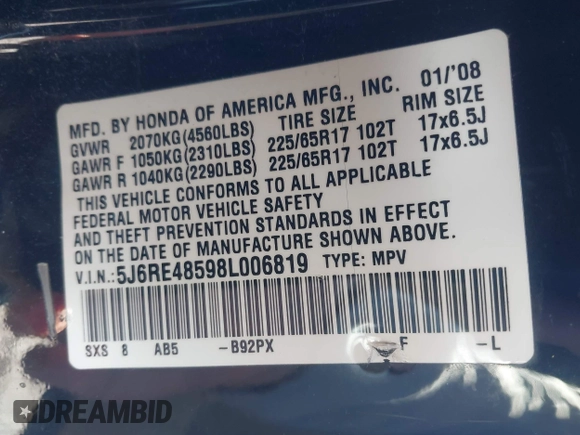 MFD. BY HONDA OF AMERICA MFG., INC. 01/'08
TIRE SIZE RIM SIZE
GVWR 2070KG(4560LBS)
GAWR F 1050KG(2310LBS) 225/65R17 102T 17x6.5J
GAWR R 1040KG(2290LBS) 225/65R17 102T 17x6.5J
THIS VEHICLE CONFORMS TO ALL APPLICABLE
FEDERAL MOTOR VEHICLE SAFETY
AND THEFT PREVENTION STANDARDS IN EFFECT
ON THE DATE OF MANUFACTURE SHOWN ABOVE.
V.I.N.:5J6RE48598L006819 TYPE: MPV
SXS 8 AB5 -B92PX F -L
DREAMBID